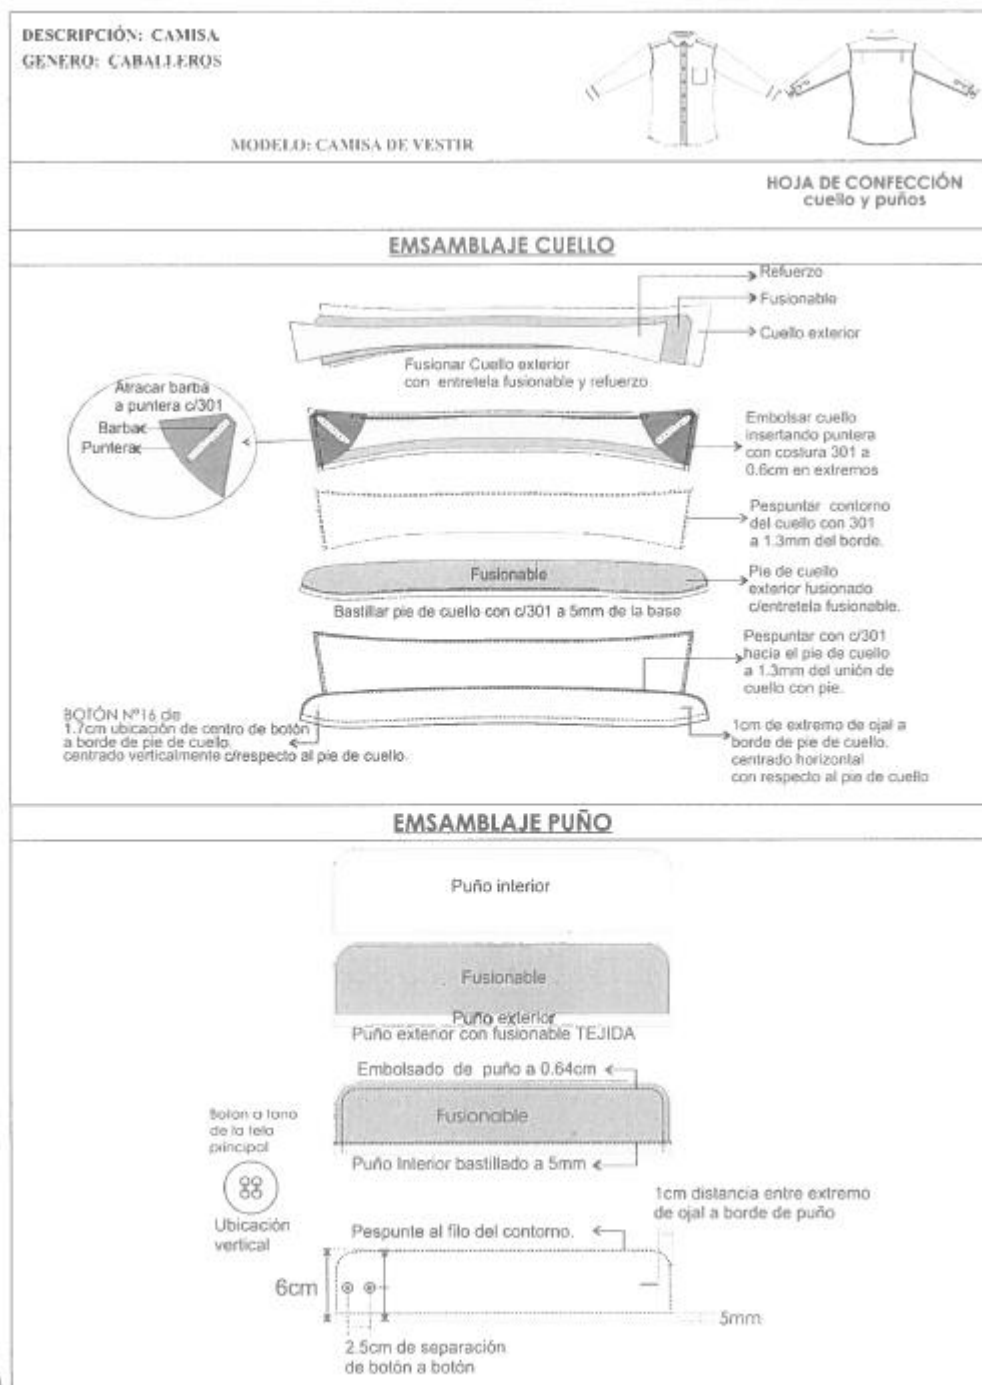 DESCRIPCIÓN: CAMISA
GENERO: CABALLEROS
MODELO: CAMISA DE VESTIR
HOJA DE CONFECCIÓN
cuello y puños
EMSAMBLAJE CUELLO
Refuerzo
Fusionable
Cuello exterior
Fusionar Cuello exterior
con entretela fusionable y refuerzo
Atracar barba
a puntera c/301
Barba
Puntera
Embolsar cuello
insertando puntera
con costura 301 a
0.6cm en extremos
Pespuntar contorno
del cuello con 301
a 1.3mm del borde.
Fusionable
Pie de cuello
exterior fusionado
c/entretela fusionable.
Bastillar pie de cuello con c/301 a 5mm de la base
Pespuntar con c/301
hacia el pie de cuello
a 1.3mm del unión de
cuello con pie.
BOTÓN Nº16 de
1.7cm ubicación de centro de botón
a borde de pie de cuello.
centrado verticalmente c/respecto al pie de cuello
1cm de extremo de ojal a
borde de pie de cuello.
centrado horizontal
con respecto al pie de cuello
EMSAMBLAJE PUÑO
Puño interior
Fusionable
Puño exterior
Puño exterior con fusionable TEJIDA
Embolsado de puño a 0.64cm
Fusionable
Puño Interior bastillado a 5mm
Boton a tono
de la tela
principal
Ubicación
vertical
1cm distancia entre extremo
de ojal a borde de puño
Pespunte al filo del contorno.
6cm
5mm
2.5cm de separación
de botón a botón